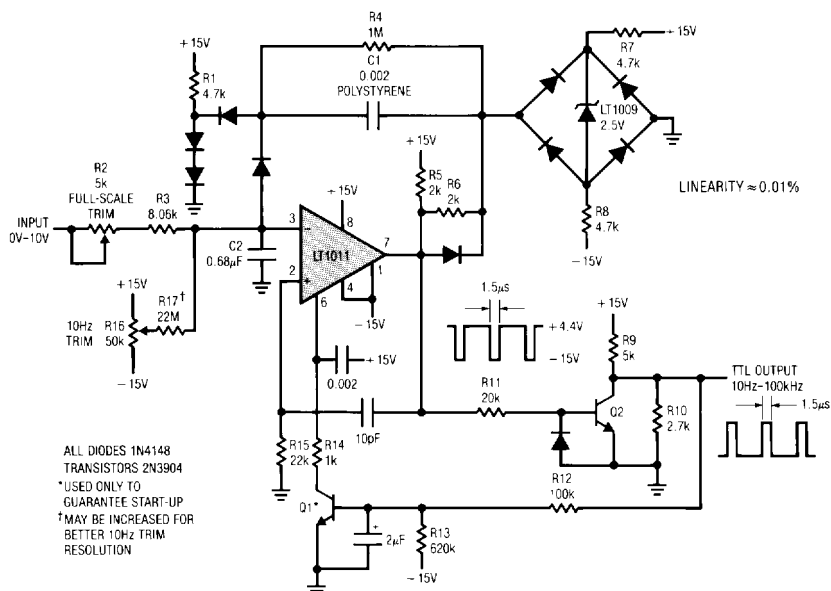 R4
1M
C1
0.002
POLYSTYRENE
+15V
R1
4.7k
R2
5k
FULL-SCALE
TRIM
R3
8.06k
INPUT
0V–10V
+15V
R16
50k
10Hz
TRIM
R17†
22M
–15V
C2
0.68µF
3
2
–
+
LT1011
+15V
8
7
1
4
6
–15V
+15V
R5
2k
R6
2k
+15V
R7
4.7k
LT1009
2.5V
R8
4.7k
–15V
LINEARITY ≈ 0.01%
1.5µs
+4.4V
–15V
+15V
0.002
10pF
R15
22k
R14
1k
R11
20k
+15V
R9
5k
Q2
R10
2.7k
TTL OUTPUT
10Hz–100kHz
1.5µs
R12
100k
Q1*
+
2µF
R13
620k
–15V
ALL DIODES 1N4148
TRANSISTORS 2N3904
*USED ONLY TO
GUARANTEE START-UP
†MAY BE INCREASED FOR
BETTER 10Hz TRIM
RESOLUTION